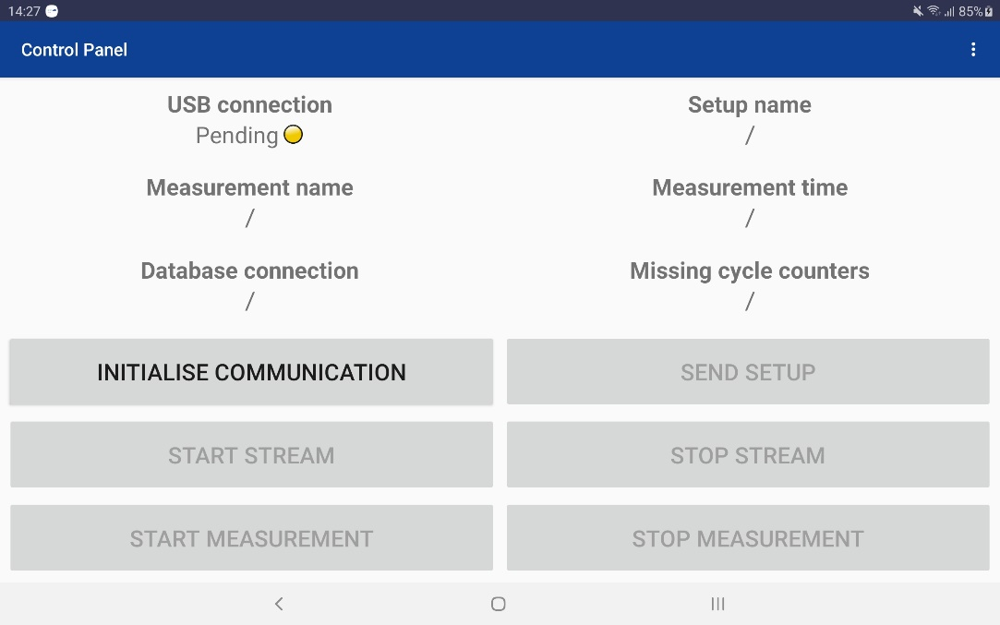 14:27
85%
Control Panel
USB connection
Pending
Setup name
/
Measurement name
/
Measurement time
/
Database connection
/
Missing cycle counters
/
INITIALISE COMMUNICATION
SEND SETUP
START STREAM
STOP STREAM
START MEASUREMENT
STOP MEASUREMENT